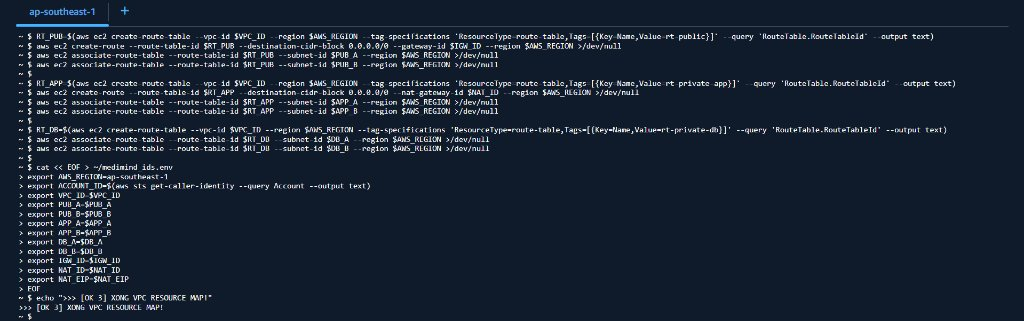 ap-southeast-1 +
~ $ RT_PUB=$(aws ec2 create-route-table --vpc-id $VPC_ID --region $AWS_REGION --tag-specifications 'ResourceType=route-table,Tags=[{Key=Name,Value=rt-public}]' --query 'RouteTable.RouteTableId' --output text)
~ $ aws ec2 create-route --route-table-id $RT_PUB --destination-cidr-block 0.0.0.0/0 --gateway-id $IGW_ID --region $AWS_REGION >/dev/null
~ $ aws ec2 associate-route-table --route-table-id $RT_PUB --subnet-id $PUB_A --region $AWS_REGION >/dev/null
~ $ aws ec2 associate-route-table --route-table-id $RT_PUB --subnet-id $PUB_B --region $AWS_REGION >/dev/null
~ $
~ $ RT_APP=$(aws ec2 create-route-table --vpc-id $VPC_ID --region $AWS_REGION --tag-specifications 'ResourceType=route-table,Tags=[{Key=Name,Value=rt-private-app}]' --query 'RouteTable.RouteTableId' --output text)
~ $ aws ec2 create-route --route-table-id $RT_APP --destination-cidr-block 0.0.0.0/0 --nat-gateway-id $NAT_ID --region $AWS_REGION >/dev/null
~ $ aws ec2 associate-route-table --route-table-id $RT_APP --subnet-id $APP_A --region $AWS_REGION >/dev/null
~ $ aws ec2 associate-route-table --route-table-id $RT_APP --subnet-id $APP_B --region $AWS_REGION >/dev/null
~ $
~ $ RT_DB=$(aws ec2 create-route-table --vpc-id $VPC_ID --region $AWS_REGION --tag-specifications 'ResourceType=route-table,Tags=[{Key=Name,Value=rt-private-db}]' --query 'RouteTable.RouteTableId' --output text)
~ $ aws ec2 associate-route-table --route-table-id $RT_DB --subnet-id $DB_A --region $AWS_REGION >/dev/null
~ $ aws ec2 associate-route-table --route-table-id $RT_DB --subnet-id $DB_B --region $AWS_REGION >/dev/null
~ $
~ $ cat << EOF > ~/medimind_ids.env
> export AWS_REGION=ap-southeast-1
> export ACCOUNT_ID=$(aws sts get-caller-identity --query Account --output text)
> export VPC_ID=$VPC_ID
> export PUB_A=$PUB_A
> export PUB_B=$PUB_B
> export APP_A=$APP_A
> export APP_B=$APP_B
> export DB_A=$DB_A
> export DB_B=$DB_B
> export IGW_ID=$IGW_ID
> export NAT_ID=$NAT_ID
> export NAT_EIP=$NAT_EIP
> EOF
~ $ echo ">>> [OK 3] XONG VPC RESOURCE MAP!"
>>> [OK 3] XONG VPC RESOURCE MAP!
~ $